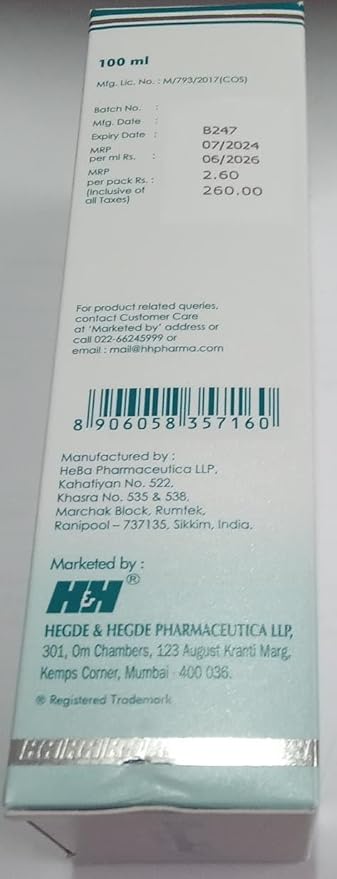 100 ml
Mfg. Lic. No. : M/793/2017(COS)
Batch No. : B247
Mfg. Date : 07/2024
Expiry Date : 06/2026
MRP
per ml Rs. : 2.60
MRP
per pack Rs. : 260.00
(Inclusive of
all Taxes)
For product related queries,
contact Customer Care
at 'Marketed by' address or
call 022-66245999 or
email : mail@hhpharma.com
8 906058 357160
Manufactured by :
HeBa Pharmaceutica LLP,
Kahatiyan No. 522,
Khasra No. 535 & 538,
Marchak Block, Rumtek,
Ranipool – 737135, Sikkim, India.
Marketed by :
H&H®
HEGDE & HEGDE PHARMACEUTICA LLP,
301, Om Chambers, 123 August Kranti Marg,
Kemps Corner, Mumbai - 400 036.
® Registered Trademark